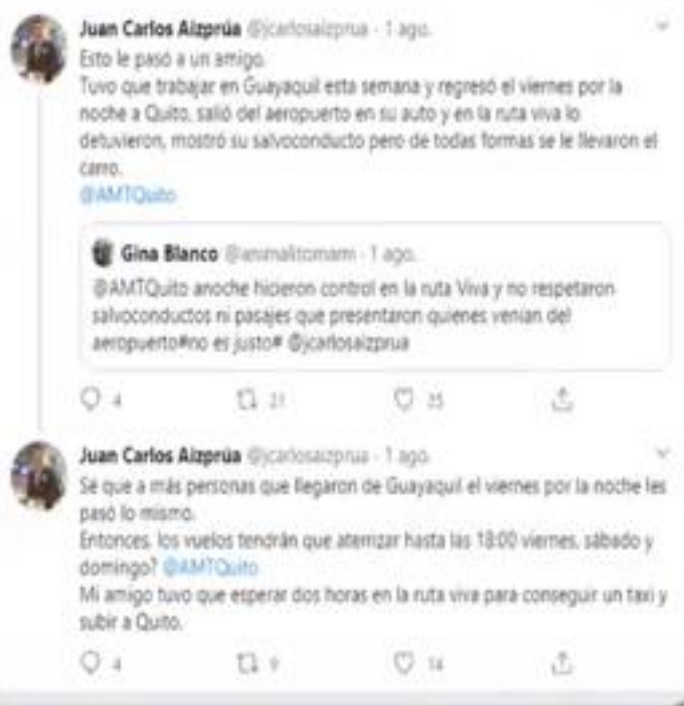 Juan Carlos Aizprúa @jcarlosaizprua · 1 ago.
Esto le pasó a un amigo.
Tuvo que trabajar en Guayaquil esta semana y regresó el viernes por la
noche a Quito, salió del aeropuerto en su auto y en la ruta viva lo
detuvieron, mostró su salvoconducto pero de todas formas se le llevaron el
carro.
@AMTQuito
Gina Blanco @animalitomami · 1 ago.
@AMTQuito anoche hicieron control en la ruta Viva y no respetaron
salvoconductos ni pasajes que presentaron quienes venian del
aeropuerto#no es justo# @jcarlosaizprua
4 21 35
Juan Carlos Aizprúa @jcarlosaizprua · 1 ago.
Sé que a más personas que llegaron de Guayaquil el viernes por la noche les
pasó lo mismo.
Entonces, los vuelos tendrán que aterrizar hasta las 18:00 viernes, sábado y
domingo? @AMTQuito
Mi amigo tuvo que esperar dos horas en la ruta viva para conseguir un taxi y
subir a Quito.
4 9 14